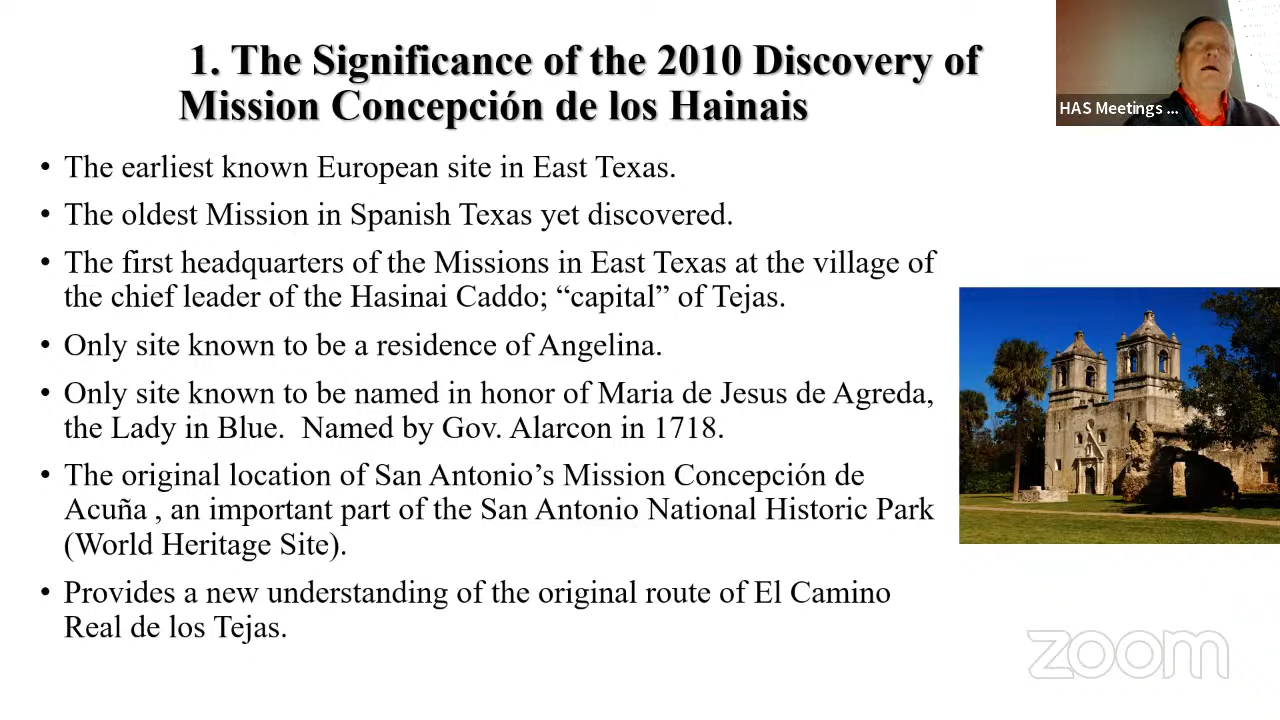 1. The Significance of the 2010 Discovery of
Mission Concepción de los Hainais
HAS Meetings ...
• The earliest known European site in East Texas.
• The oldest Mission in Spanish Texas yet discovered.
• The first headquarters of the Missions in East Texas at the village of
the chief leader of the Hasinai Caddo; “capital” of Tejas.
• Only site known to be a residence of Angelina.
• Only site known to be named in honor of Maria de Jesus de Agreda,
the Lady in Blue.  Named by Gov. Alarcon in 1718.
• The original location of San Antonio’s Mission Concepción de
Acuña , an important part of the San Antonio National Historic Park
(World Heritage Site).
• Provides a new understanding of the original route of El Camino
Real de los Tejas.
zoom